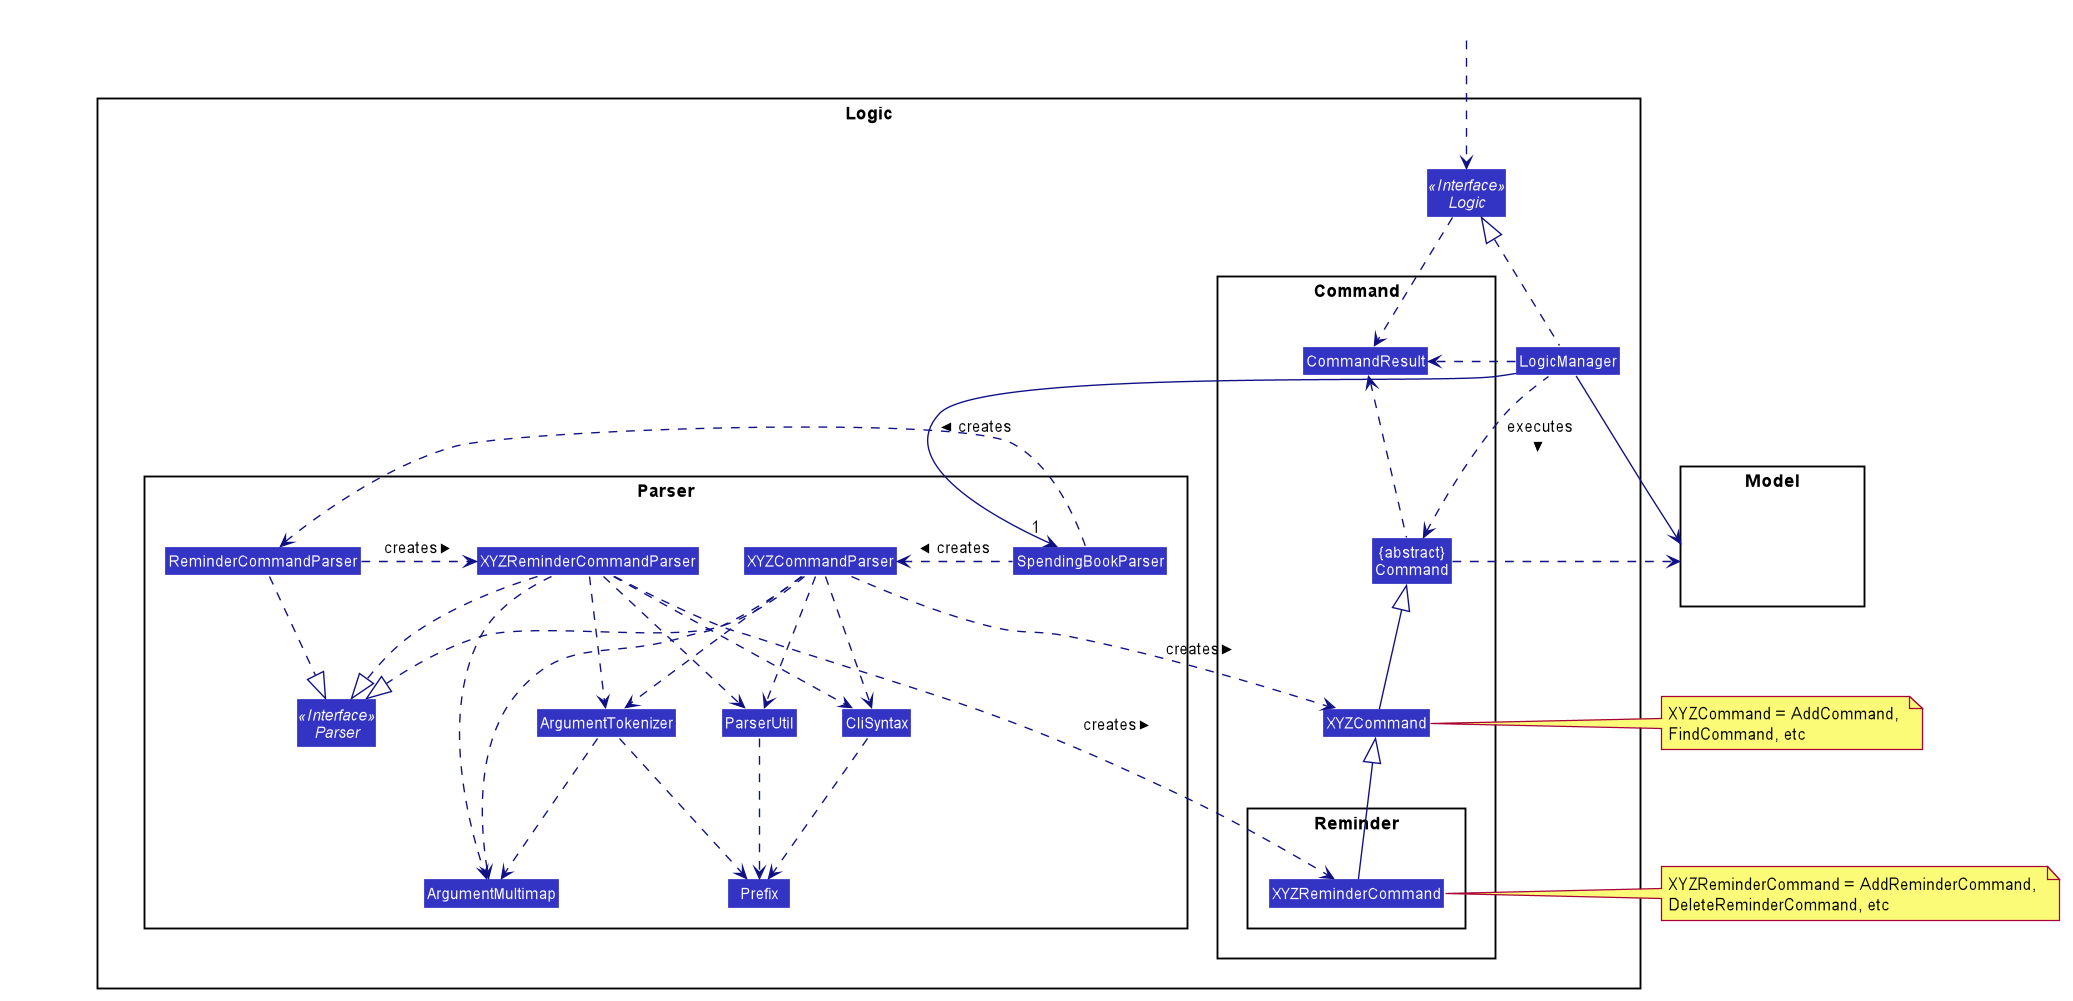 Logic
«Interface»
Logic
Command
CommandResult
LogicManager
◄ creates
executes
▼
Model
Parser
1
creates ►
◄ creates
ReminderCommandParser
XYZReminderCommandParser
XYZCommandParser
SpendingBookParser
{abstract}
Command
creates ►
«Interface»
Parser
ArgumentTokenizer
ParserUtil
CliSyntax
creates ►
XYZCommand
XYZCommand = AddCommand,
FindCommand, etc
Reminder
ArgumentMultimap
Prefix
XYZReminderCommand
XYZReminderCommand = AddReminderCommand,
DeleteReminderCommand, etc